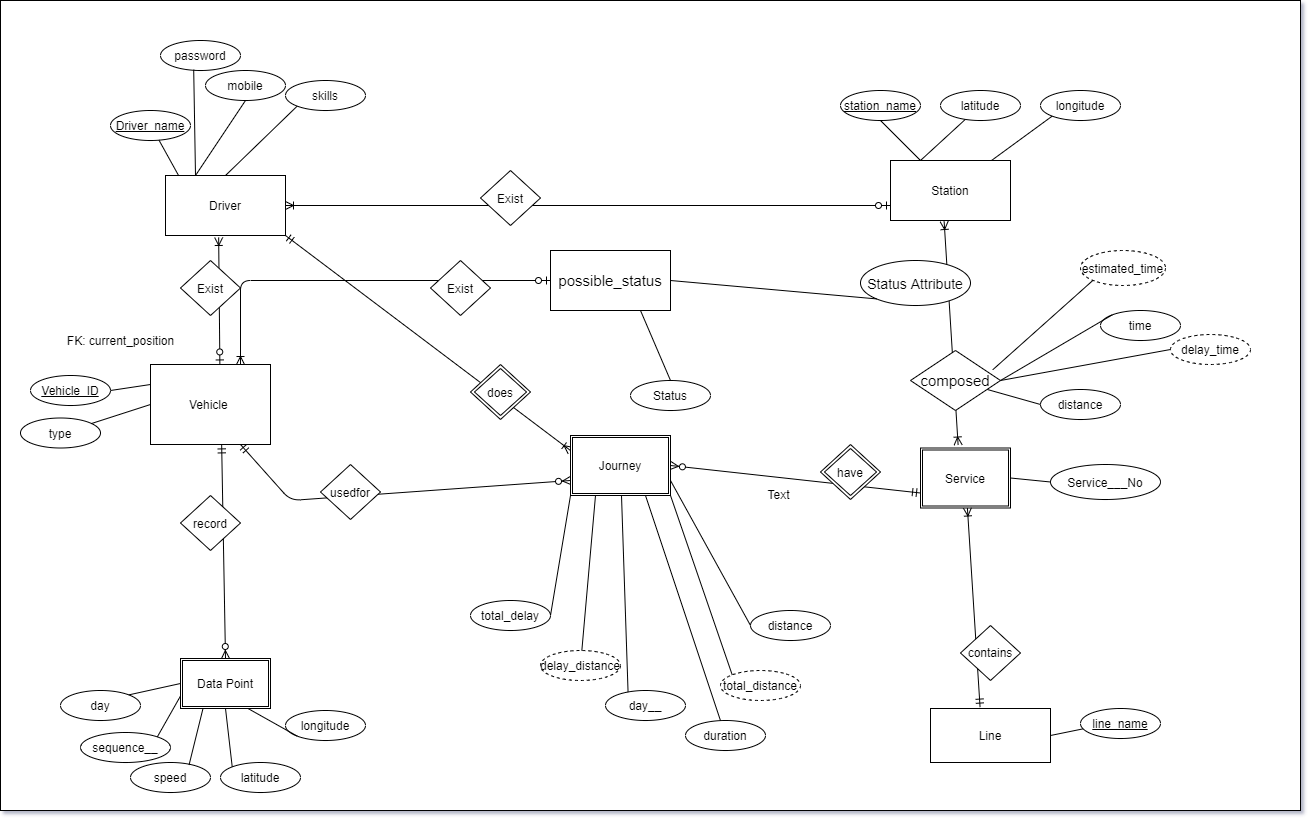 password
mobile
skills
Driver_name
Driver
Exist
station_name
latitude
longitude
Station
Exist
Exist
possible_status
Status Attribute
estimated_time
time
delay_time
FK: current_position
Vehicle_ID
type
Vehicle
does
Status
composed
distance
Journey
have
Text
Service
Service___No
usedfor
record
total_delay
delay_distance
day__
duration
total_distance
distance
contains
Data Point
day
sequence__
speed
latitude
longitude
Line
line_name